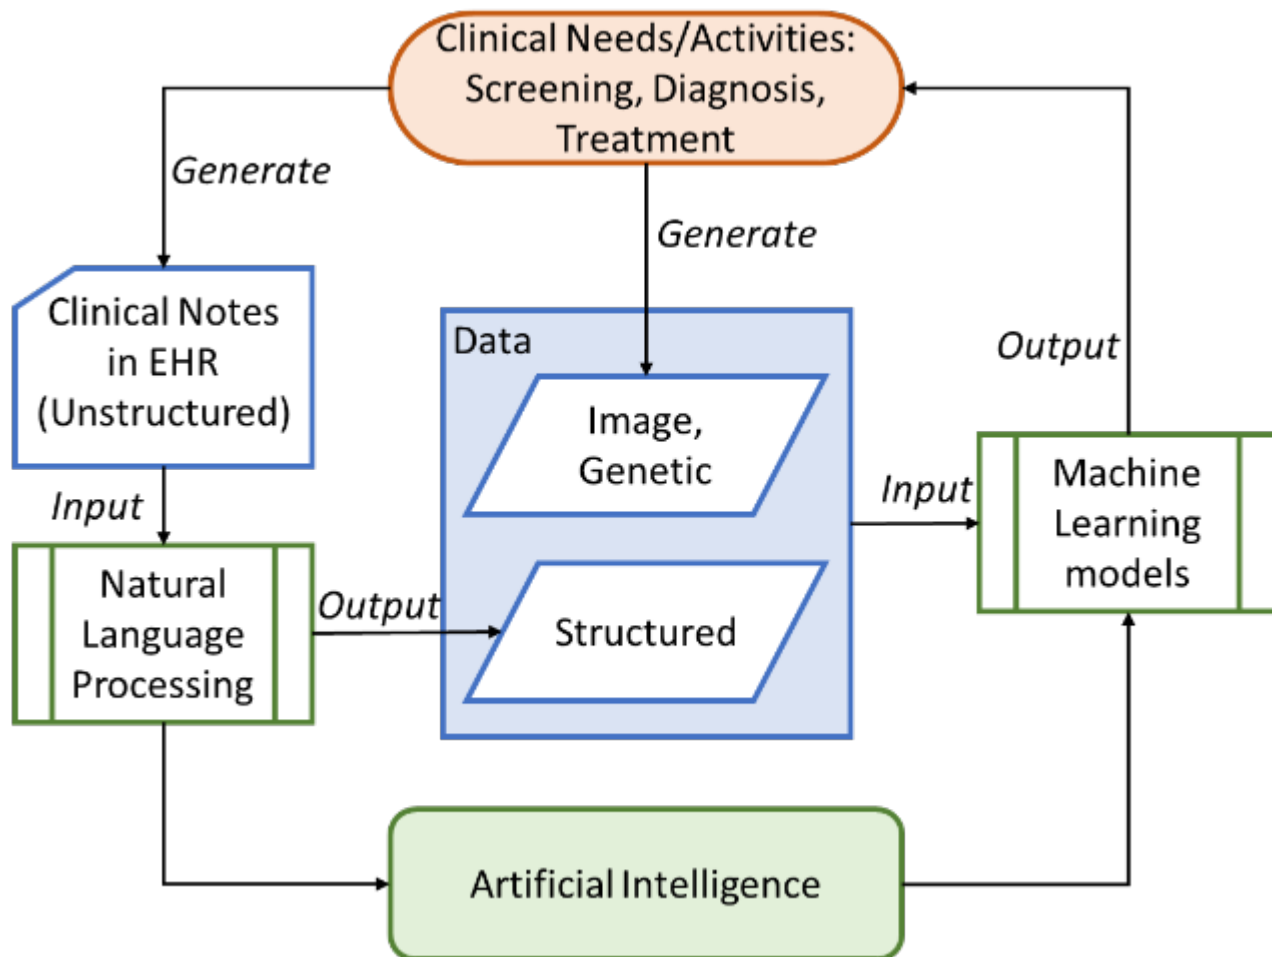 Clinical Needs/Activities:
Screening, Diagnosis,
Treatment
Generate
Generate
Clinical Notes
in EHR
(Unstructured)
Data
Image,
Genetic
Output
Input
Input
Machine
Learning
models
Natural
Language
Processing
Output
Structured
Artificial Intelligence